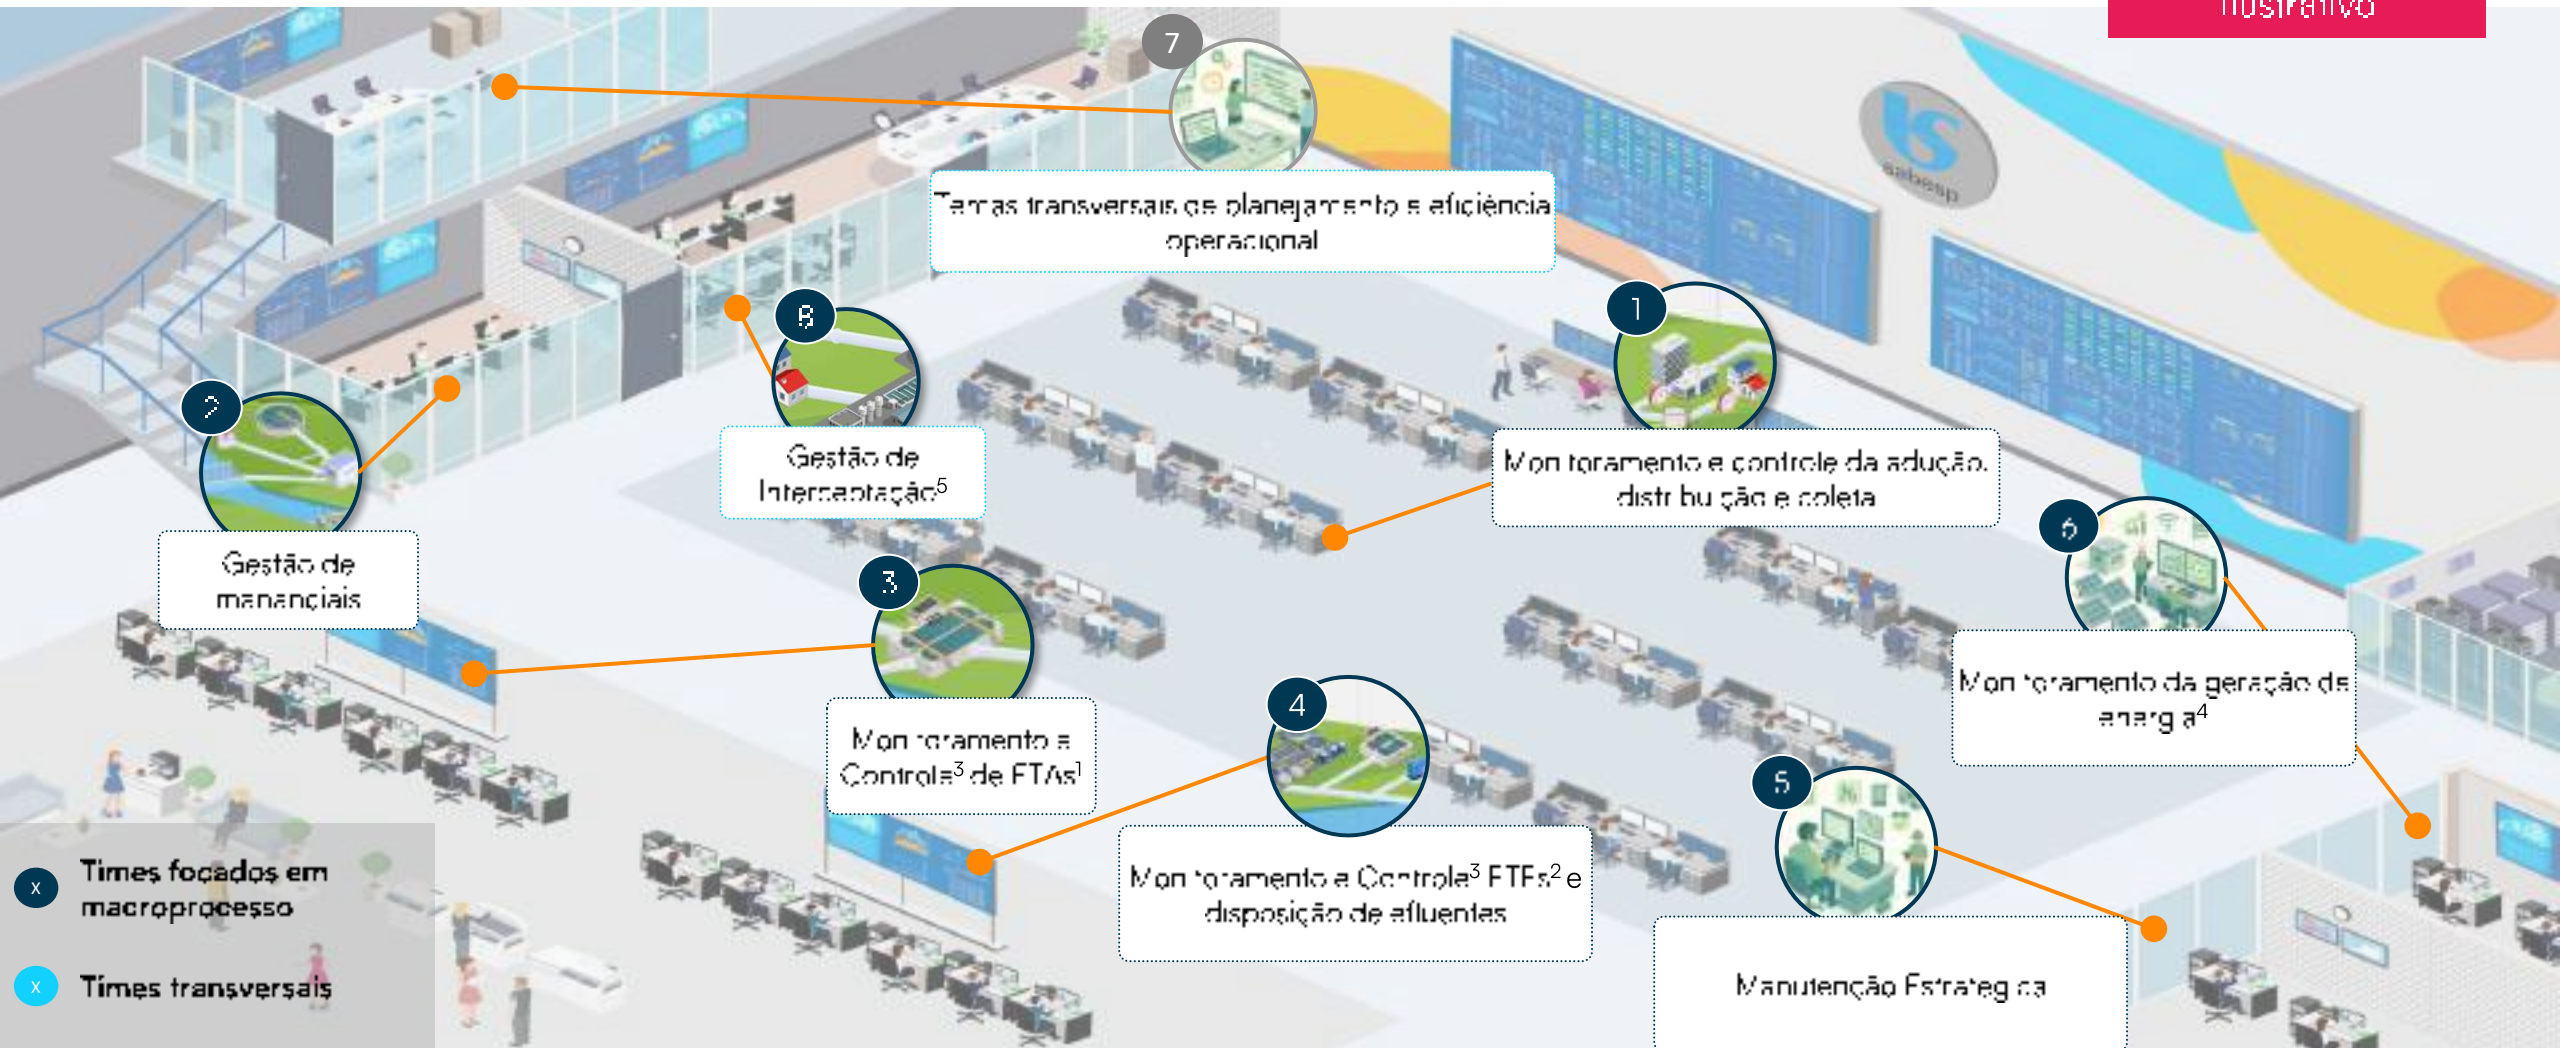 Ilustrativo
7
Temas transversais de planejamento e eficiência
operacional
sabesp
1
Monitoramento e controle da adução,
distribuição e coleta
8
Gestão de
Interceptação5
2
Gestão de
mananciais
3
Monitoramento e
Controle3 de ETAs1
4
Monitoramento e Controle3 ETEs2 e
disposição de efluentes
6
Monitoramento da geração de
energia4
5
Manutenção Estratégica
x
Times focados em
macroprocesso
x
Times transversais